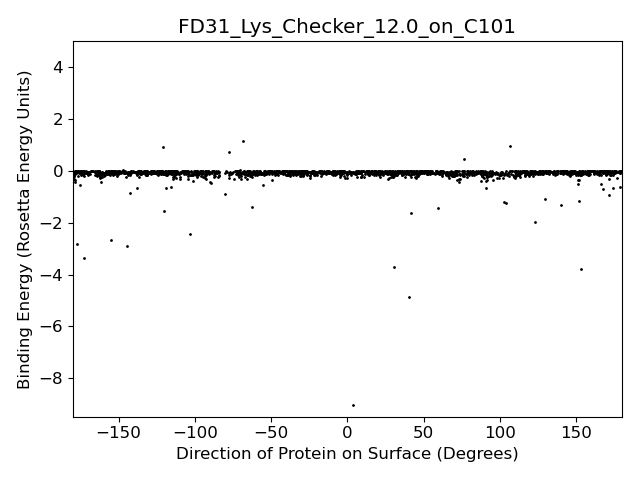 FD31_Lys_Checker_12.0_on_C101
4
2
0
−2
−4
−6
−8
Binding Energy (Rosetta Energy Units)
−150 −100 −50 0 50 100 150
Direction of Protein on Surface (Degrees)